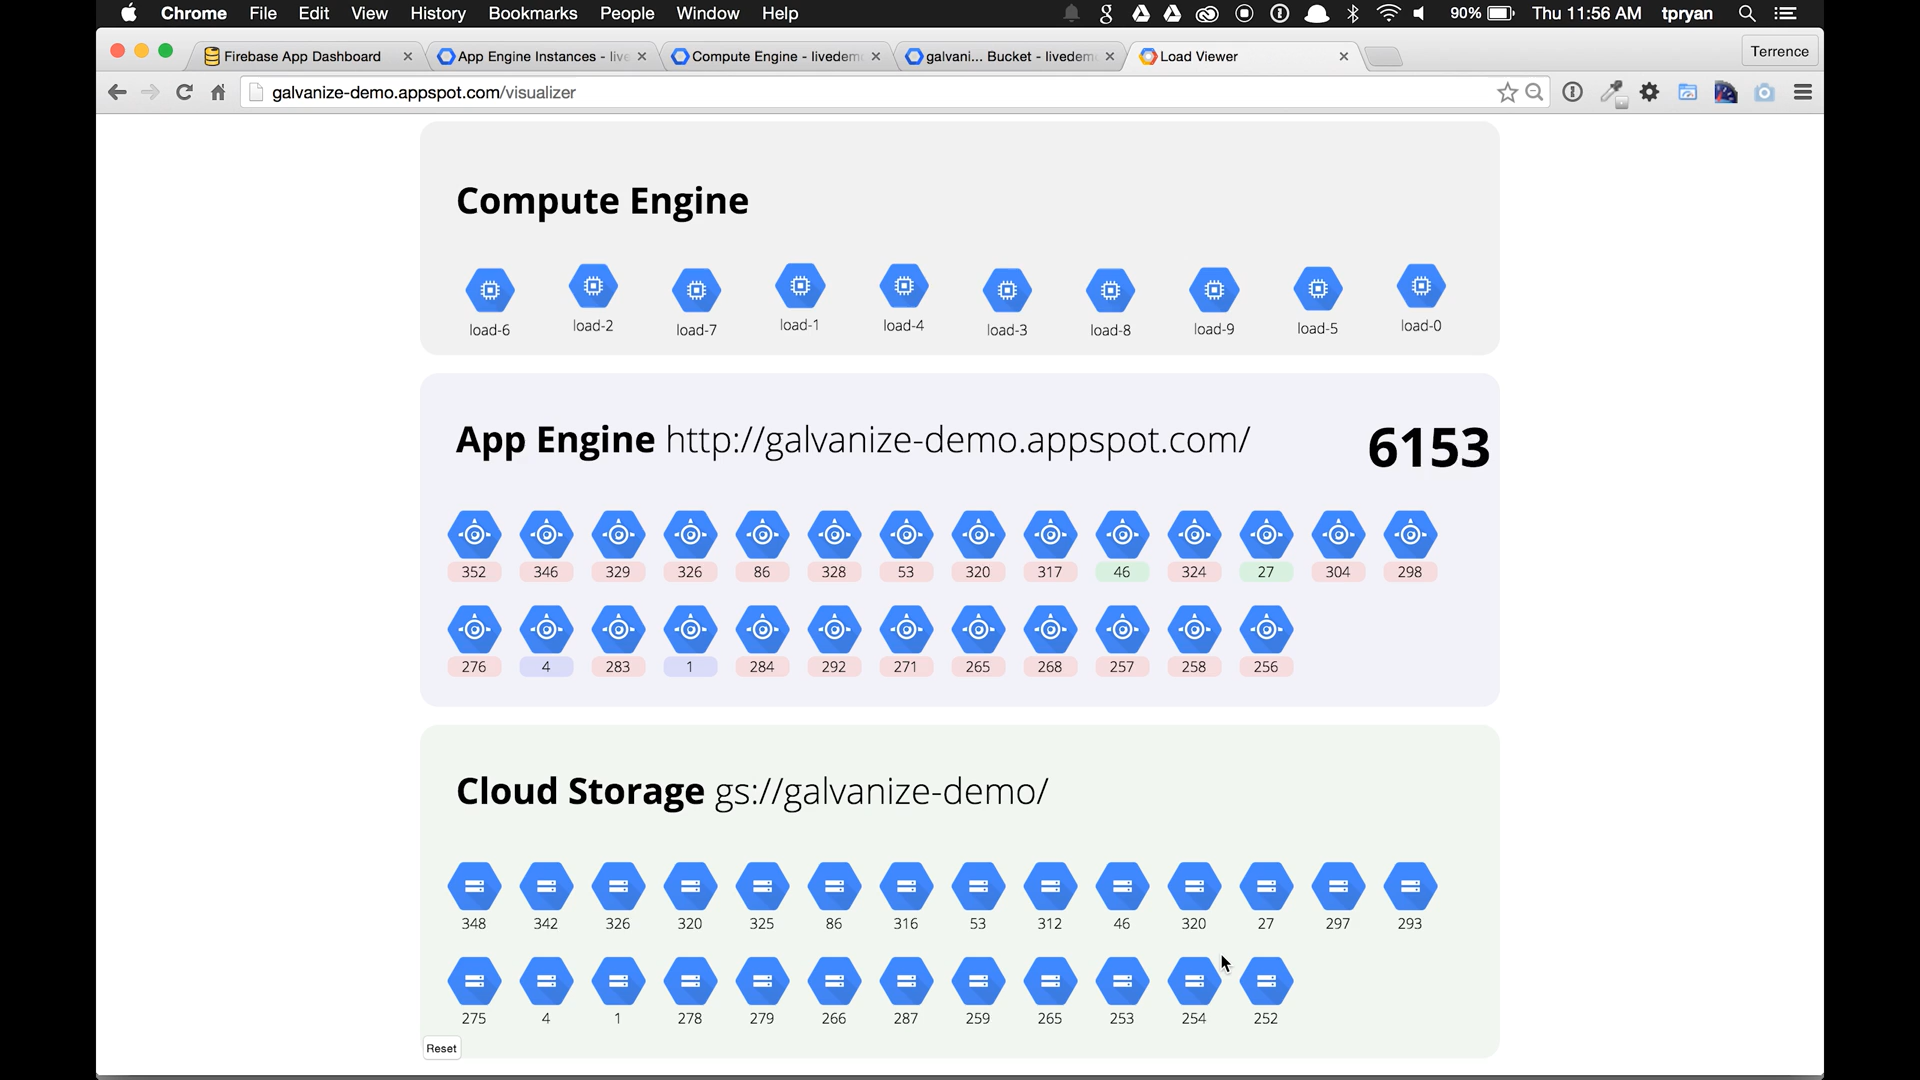 Chrome File Edit View History Bookmarks People Window Help 90% Thu 11:56 AM tpryan
Firebase App Dashboard App Engine Instances - live Compute Engine - livedem galvani... Bucket - livedem Load Viewer Terrence
galvanize-demo.appspot.com/visualizer
Compute Engine
load-6 load-2 load-7 load-1 load-4 load-3 load-8 load-9 load-5 load-0
App Engine http://galvanize-demo.appspot.com/ 6153
352 346 329 326 86 328 53 320 317 46 324 27 304 298
276 4 283 1 284 292 271 265 268 257 258 256
Cloud Storage gs://galvanize-demo/
348 342 326 320 325 86 316 53 312 46 320 27 297 293
275 4 1 278 279 266 287 259 265 253 254 252
Reset